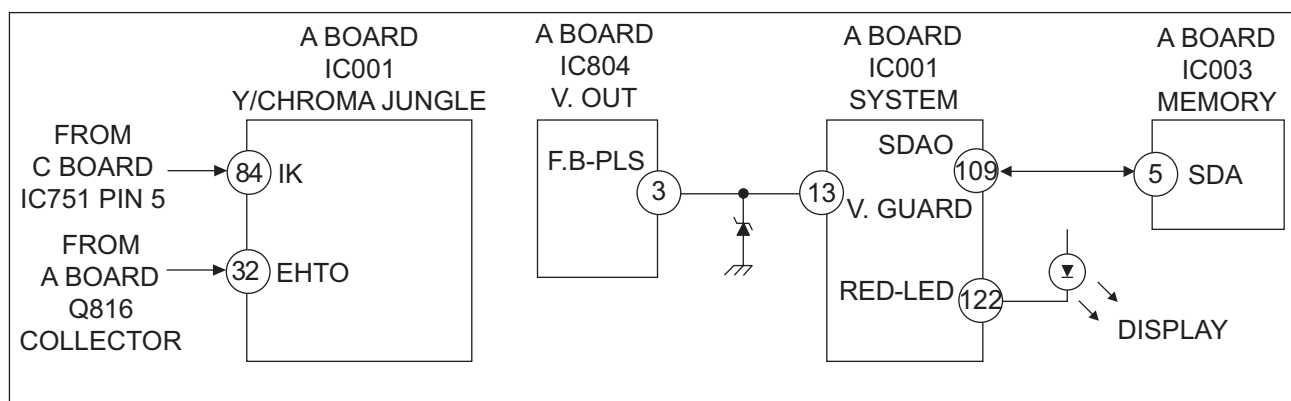 A BOARD
IC001
Y/CHROMA JUNGLE
FROM
C BOARD
IC751 PIN 5
84
IK
FROM
A BOARD
Q816
COLLECTOR
32
EHTO
A BOARD
IC804
V. OUT
F.B-PLS
3
A BOARD
IC001
SYSTEM
13
V. GUARD
SDAO
109
RED-LED
122
DISPLAY
A BOARD
IC003
MEMORY
5
SDA